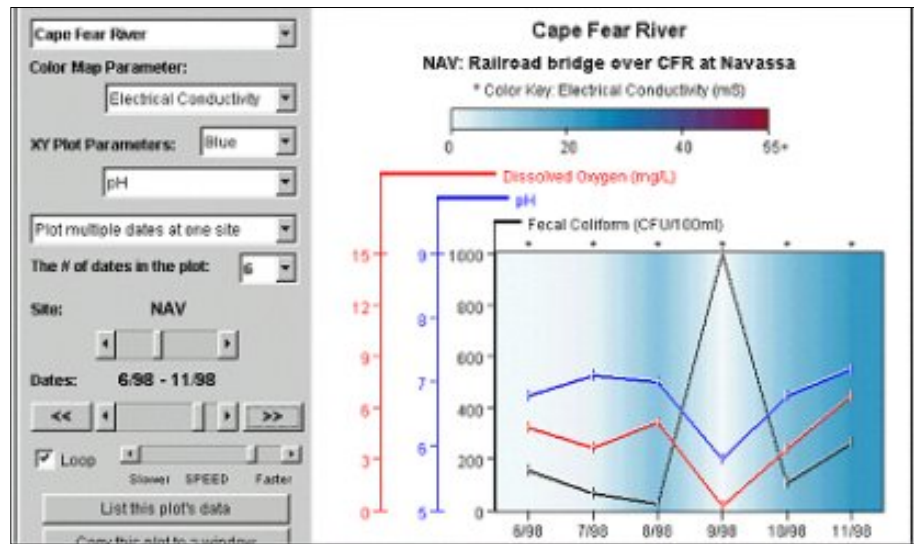 Cape Fear River
Color Map Parameter:
Electrical Conductivity
XY Plot Parameters: Blue
pH
Plot multiple dates at one site
The # of dates in the plot: 6
Site: NAV
Dates: 6/98 - 11/98
<< >>
Loop
Slower SPEED Faster
List this plot's data
Copy this plot to a window
Cape Fear River
NAV: Railroad bridge over CFR at Navassa
* Color Key: Electrical Conductivity (mS)
0 20 40 55+
Dissolved Oxygen (mg/L)
pH
Fecal Coliform (CFU/100ml)
* * * * * *
15 9 1000
12 8 800
9 7 600
6 6 400
3 5 200
0 0
6/98 7/98 8/98 9/98 10/98 11/98